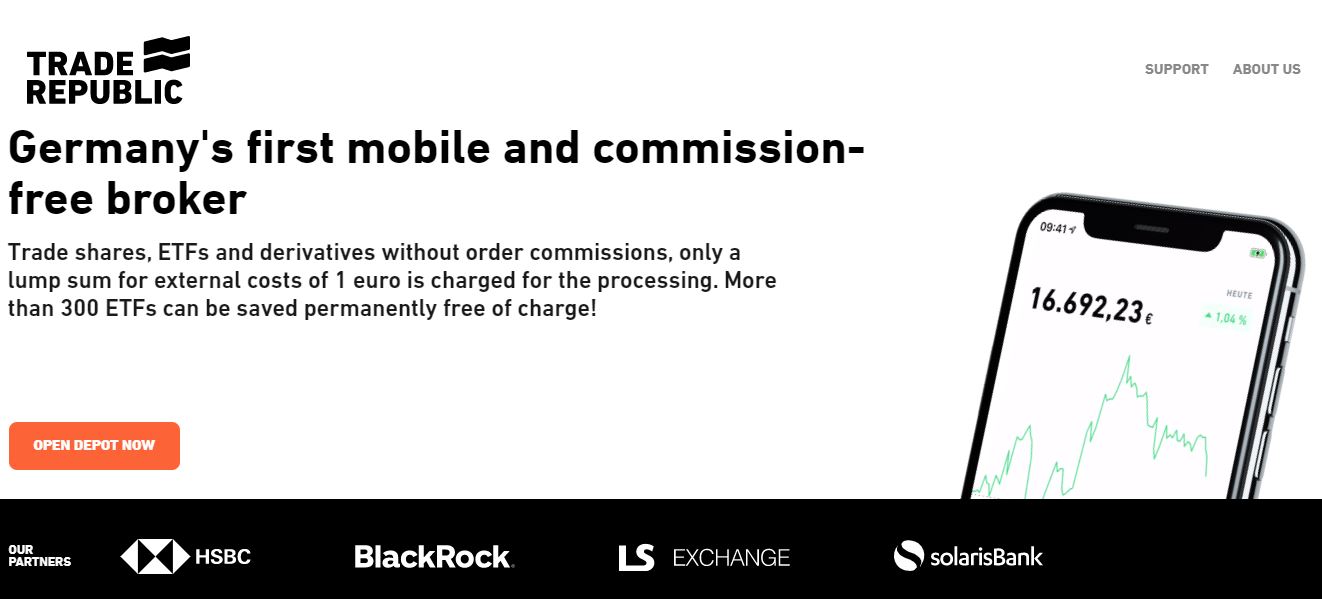 TRADE
REPUBLIC
SUPPORT ABOUT US
Germany's first mobile and commission-
free broker
Trade shares, ETFs and derivatives without order commissions, only a
lump sum for external costs of 1 euro is charged for the processing. More
than 300 ETFs can be saved permanently free of charge!
OPEN DEPOT NOW
09:41
HEUTE
16.692,23 €
1,04 %
OUR
PARTNERS
HSBC
BlackRock.
LS EXCHANGE
solarisBank